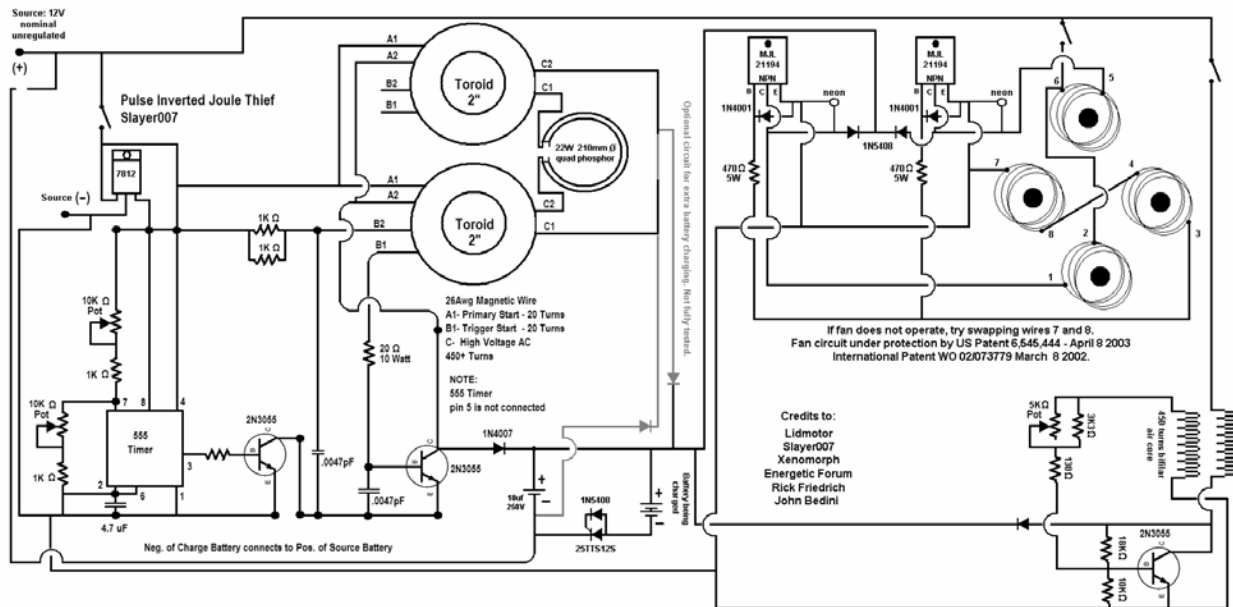 Source: 12V
nominal
unregulated
(+)
Pulse Inverted Joule Thief
Slayer007
7812
Source (-)
A1
A2
B2
B1
Toroid
2"
C2
C1
22W 210mm Ø
quad phosphor
A1
A2
B2
B1
Toroid
2"
C2
C1
1K Ω
1K Ω
10K Ω
Pot
1K Ω
10K Ω
Pot
1K Ω
7
8
4
555
Timer
3
2
6
1
4.7 uF
2N3055
B
C
E
.0047pF
20 Ω
10 Watt
.0047pF
2N3055
B
C
E
26Awg Magnetic Wire
A1- Primary Start - 20 Turns
B1- Trigger Start - 20 Turns
C- High Voltage AC
450+ Turns
NOTE:
555 Timer
pin 5 is not connected
1N4007
10uf
250V
+
-
1N5408
25TTS12S
+
-
Battery being
charged
Neg. of Charge Battery connects to Pos. of Source Battery
Optional circuit for extra battery charging. Not fully tested.
MJL
21194
NPN
B
C
E
1N4001
neon
470Ω
5W
1N5408
MJL
21194
NPN
B
C
E
1N4001
neon
470Ω
5W
6
5
7
4
8
2
3
1
If fan does not operate, try swapping wires 7 and 8.
Fan circuit under protection by US Patent 6,545,444 - April 8 2003
International Patent WO 02/073779 March 8 2002.
Credits to:
Lidmotor
Slayer007
Xenomorph
Energetic Forum
Rick Friedrich
John Bedini
5KΩ
Pot
3K3Ω
130Ω
450 turns bifilar
air core
18KΩ
18KΩ
2N3055
B
C
E